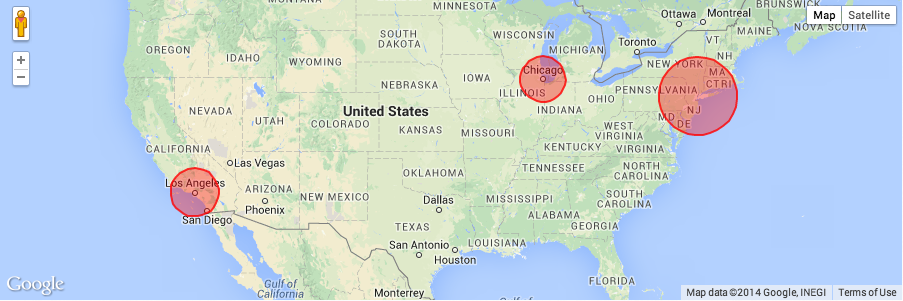 Map
Satellite
Ottawa
Montreal
BRUNSWICK
NOVA SCOTIA
OREGON
IDAHO
WYOMING
SOUTH
DAKOTA
WISCONSIN
MICHIGAN
Toronto
VT
NH
NEW YORK
MA
CT RI
Chicago
NEBRASKA
IOWA
ILLINOIS
INDIANA
OHIO
PENNSYLVANIA
NJ
MD
DE
NEVADA
UTAH
COLORADO
United States
KANSAS
MISSOURI
WEST
VIRGINIA
VIRGINIA
KENTUCKY
CALIFORNIA
Las Vegas
Los Angeles
San Diego
ARIZONA
Phoenix
NEW MEXICO
OKLAHOMA
TENNESSEE
NORTH
CAROLINA
SOUTH
CAROLINA
Dallas
MISSISSIPPI
ALABAMA
GEORGIA
TEXAS
San Antonio
Houston
LOUISIANA
FLORIDA
Gulf of
California
Monterrey
Gulf of
Google
Map data ©2014 Google, INEGI
Terms of Use